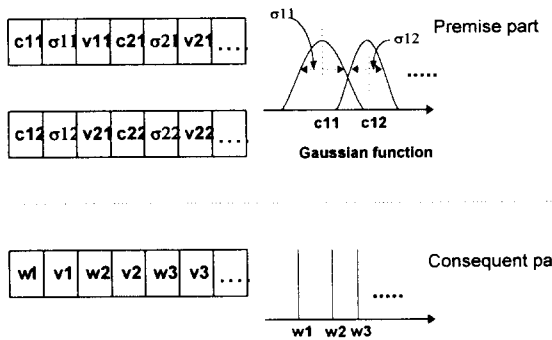 c11 σ11 v11 c21 σ21 v21 ....
σ11
Premise part
σ12
.....
c12 σ12 v21 c22 σ22 v22 ....
c11 c12
Gaussian function
w1 v1 w2 v2 w3 v3 ....
Consequent pa
.....
w1 w2 w3